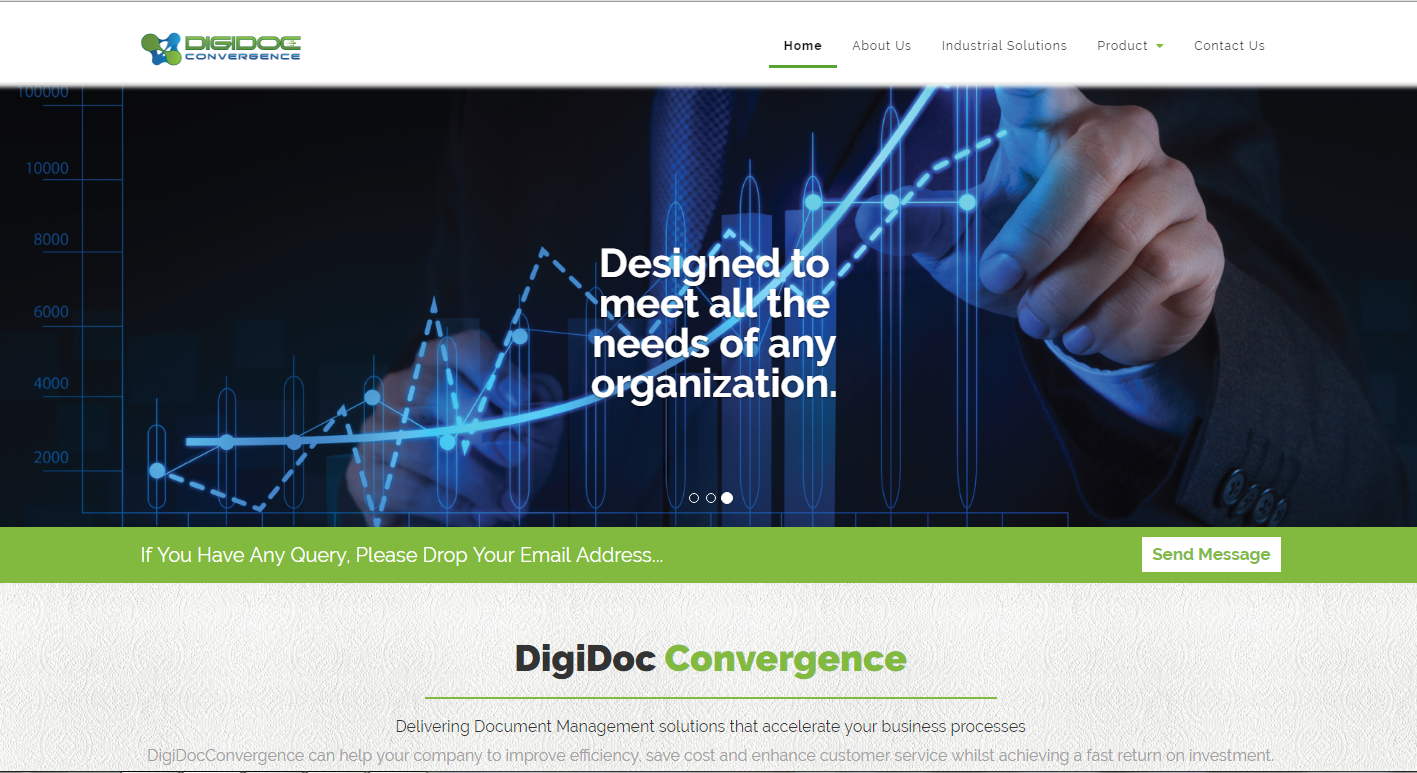 DIGIDOC
CONVERGENCE
Home About Us Industrial Solutions Product Contact Us
100000
10000
8000
6000
4000
2000
Designed to
meet all the
needs of any
organization.
If You Have Any Query, Please Drop Your Email Address...
Send Message
DigiDoc Convergence
Delivering Document Management solutions that accelerate your business processes
DigiDocConvergence can help your company to improve efficiency, save cost and enhance customer service whilst achieving a fast return on investment.